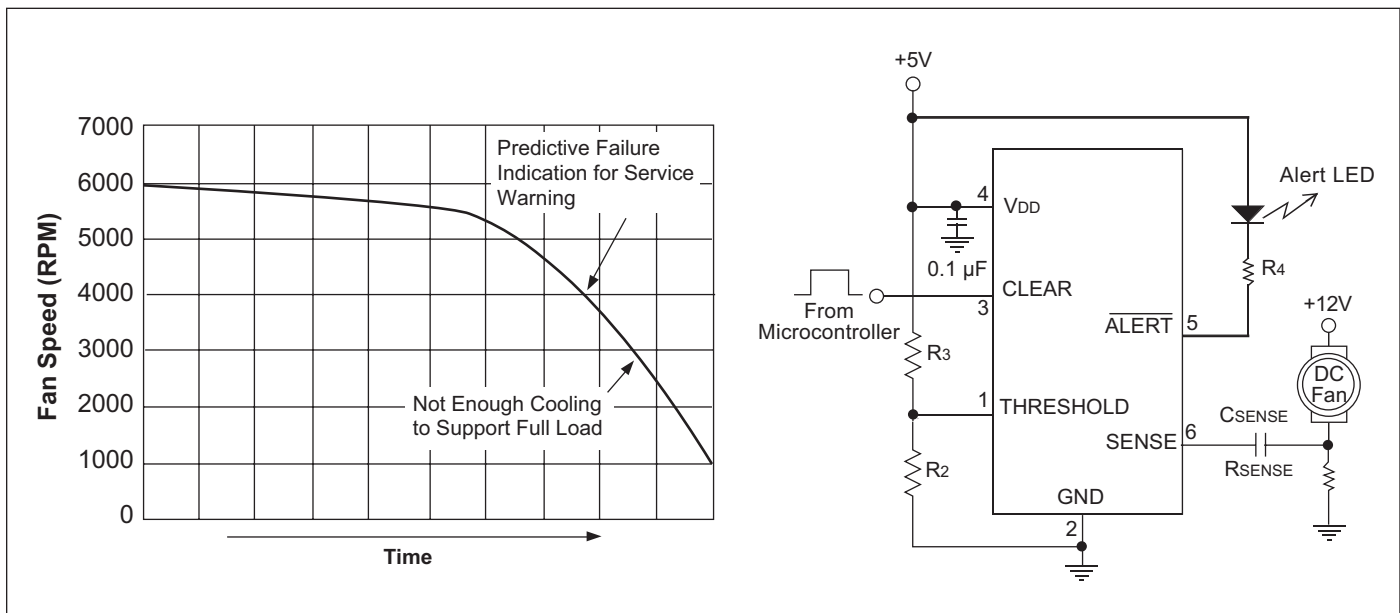 7000
6000
5000
4000
3000
2000
1000
0
Fan Speed (RPM)
Time
Predictive Failure
Indication for Service
Warning
Not Enough Cooling
to Support Full Load
+5V
4
VDD
0.1 µF
CLEAR
3
From
Microcontroller
R3
1
THRESHOLD
R2
GND
2
ALERT
5
SENSE
6
Alert LED
R4
+12V
DC
Fan
CSENSE
RSENSE